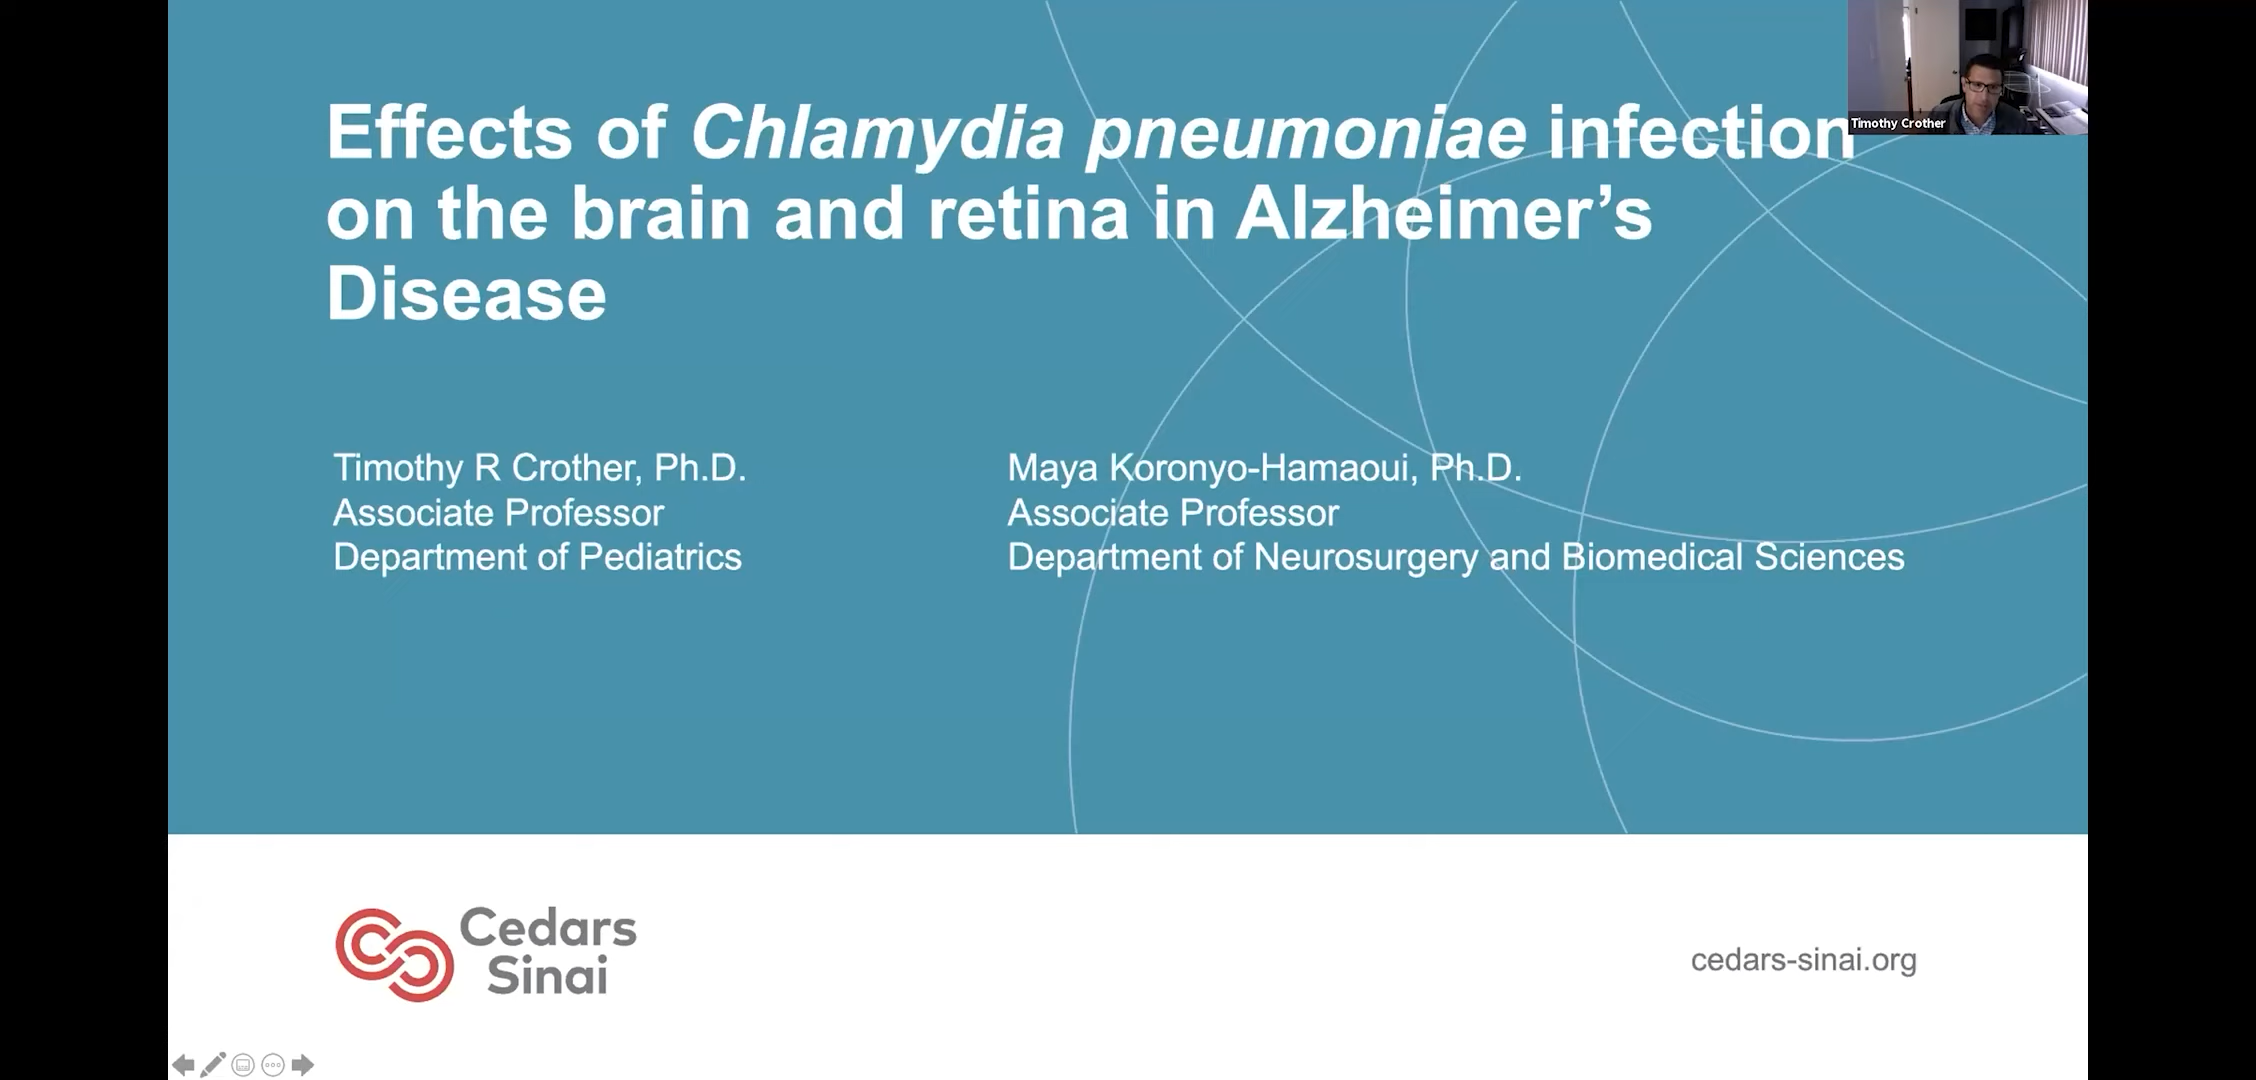 Effects of Chlamydia pneumoniae infection
on the brain and retina in Alzheimer’s
Disease
Timothy Crother
Timothy R Crother, Ph.D.
Associate Professor
Department of Pediatrics
Maya Koronyo-Hamaoui, Ph.D.
Associate Professor
Department of Neurosurgery and Biomedical Sciences
Cedars
Sinai
cedars-sinai.org